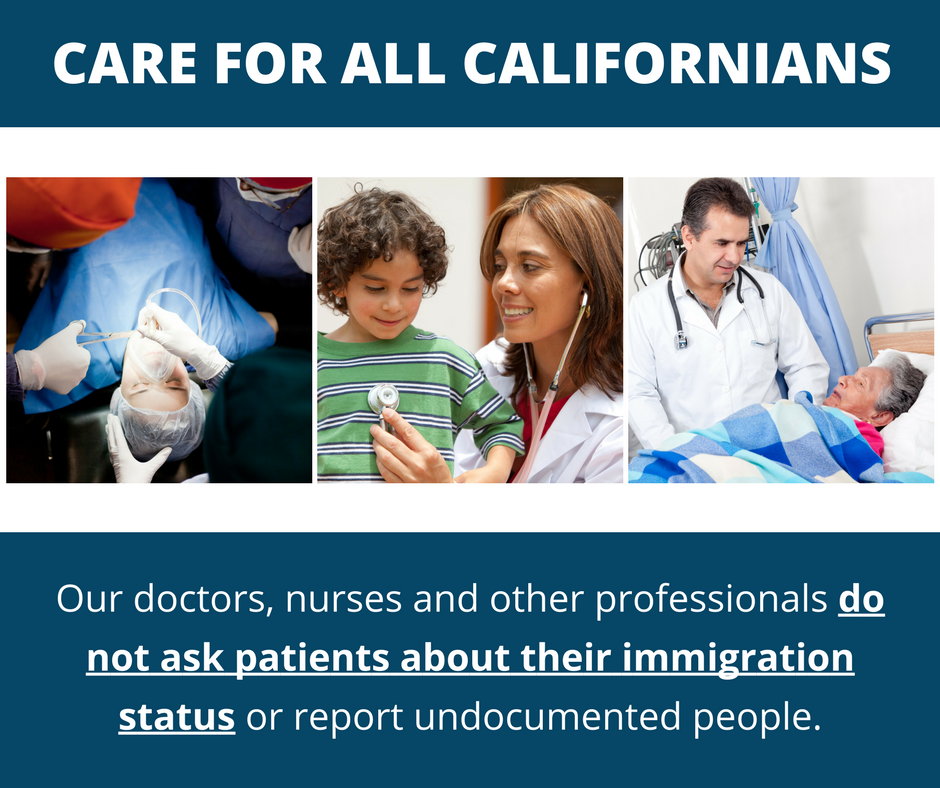 CARE FOR ALL CALIFORNIANS
Our doctors, nurses and other professionals do
not ask patients about their immigration
status or report undocumented people.